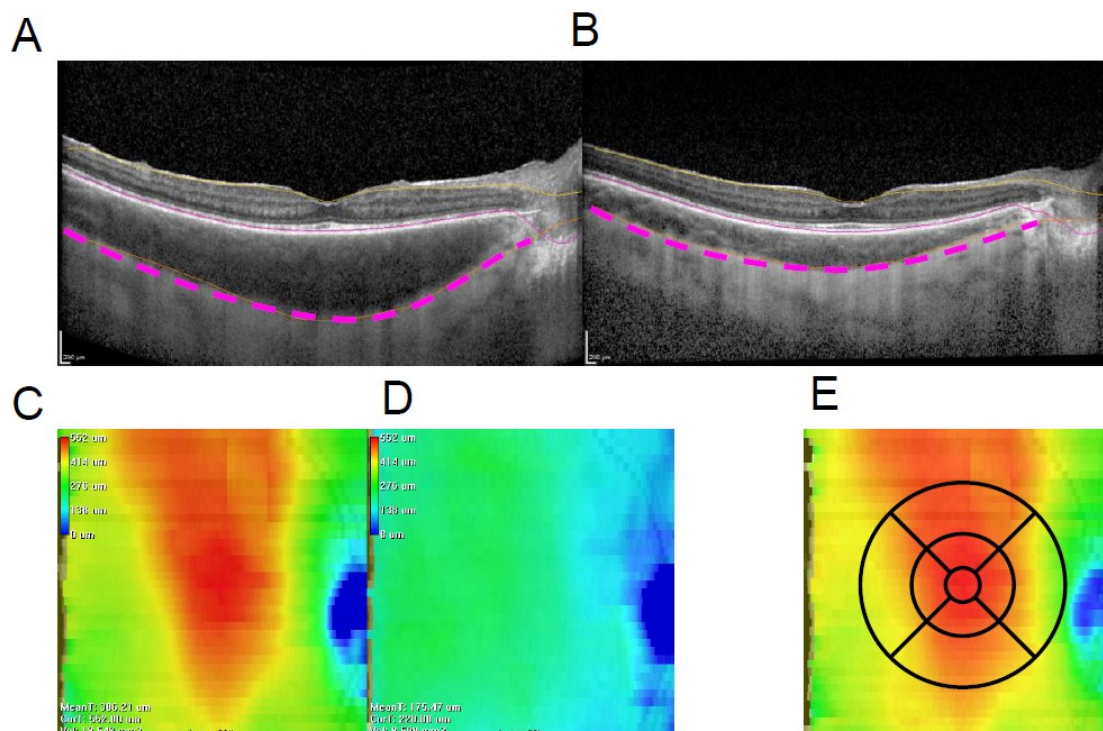 A
B
200 µm
200 µm
C
D
E
552 um
414 um
276 um
138 um
0 um
552 um
414 um
276 um
138 um
0 um
MeanT: 306.21 um
CurT: 552.00 um
MeanT: 175.47 um
CurT: 220.00 um